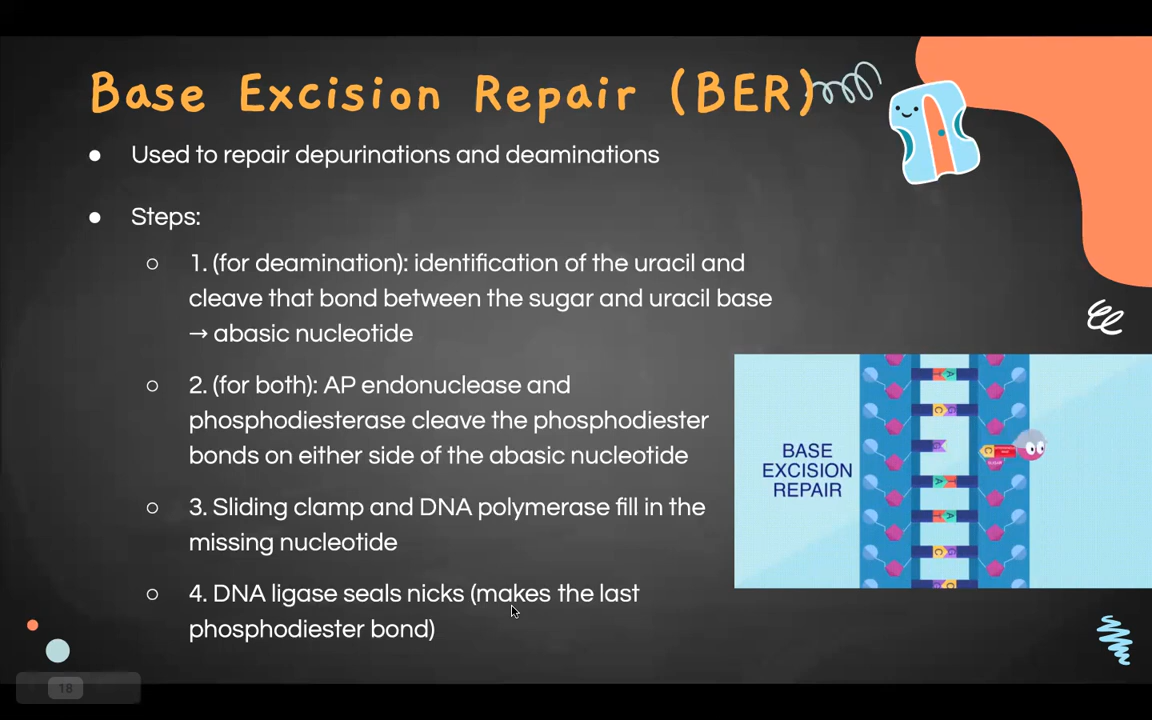 Base Excision Repair (BER)
● Used to repair depurinations and deaminations
● Steps:
○ 1. (for deamination): identification of the uracil and
cleave that bond between the sugar and uracil base
→ abasic nucleotide
○ 2. (for both): AP endonuclease and
phosphodiesterase cleave the phosphodiester
bonds on either side of the abasic nucleotide
○ 3. Sliding clamp and DNA polymerase fill in the
missing nucleotide
○ 4. DNA ligase seals nicks (makes the last
phosphodiester bond)
BASE
EXCISION
REPAIR
18